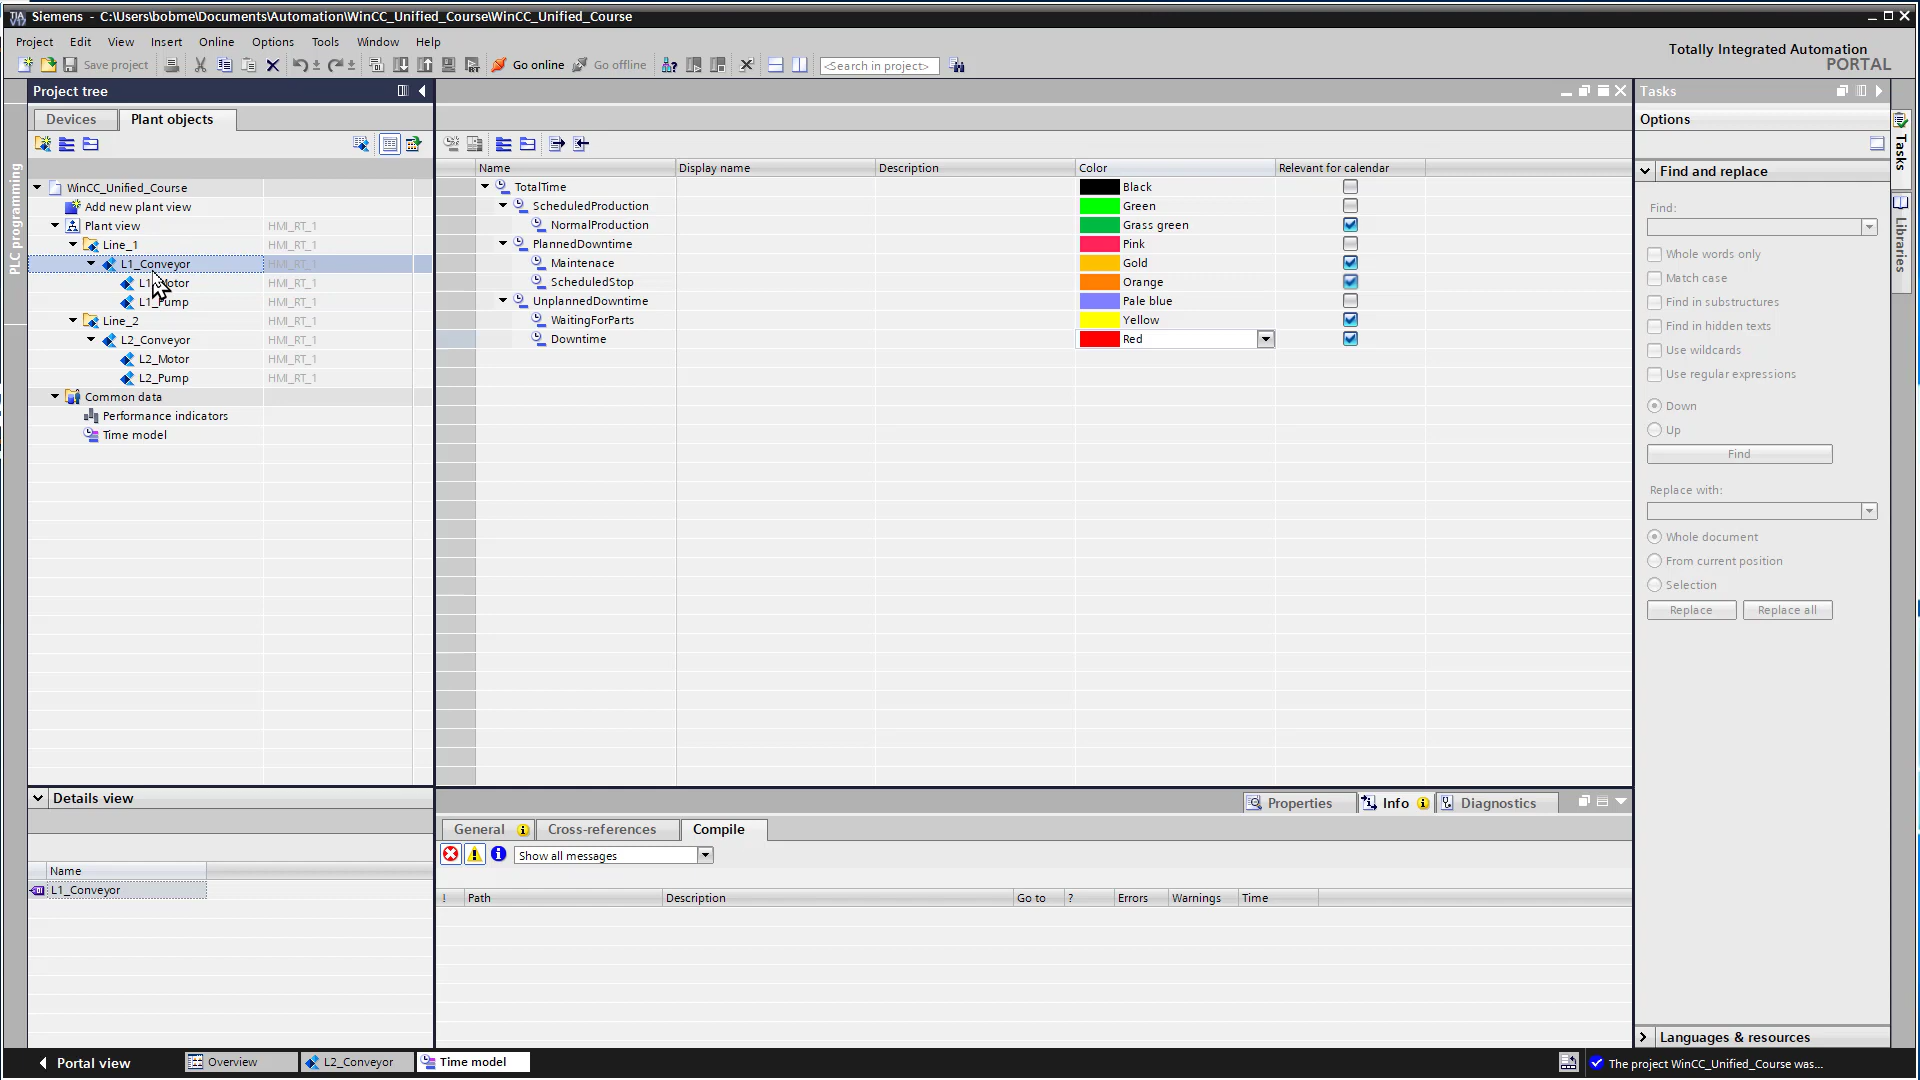 Siemens - C:\Users\bobme\Documents\Automation\WinCC_Unified_Course\WinCC_Unified_Course
Project Edit View Insert Online Options Tools Window Help
Totally Integrated Automation
PORTAL
Save project Go online Go offline <Search in project>
Project tree
Tasks
Devices Plant objects
Options
PLC programming
Tasks
Libraries
Name Display name Description Color Relevant for calendar
Find and replace
WinCC_Unified_Course
TotalTime Black
Add new plant view
ScheduledProduction Green
Find:
Plant view HMI_RT_1
NormalProduction Grass green
Line_1 HMI_RT_1
PlannedDowntime Pink
Whole words only
L1_Conveyor HMI_RT_1
Maintenace Gold
Match case
HMI_RT_1
ScheduledStop Orange
Find in substructures
L1_Pump HMI_RT_1
UnplannedDowntime Pale blue
Find in hidden texts
Line_2 HMI_RT_1
WaitingForParts Yellow
Use wildcards
L2_Conveyor HMI_RT_1
Downtime Red
Use regular expressions
L2_Motor HMI_RT_1
L2_Pump HMI_RT_1
Common data
Performance indicators
Time model
Down
Up
Find
Replace with:
Whole document
From current position
Selection
Replace Replace all
Details view
Properties Info Diagnostics
General Cross-references Compile
Show all messages
Name
L1_Conveyor
! Path Description Go to ? Errors Warnings Time
Languages & resources
Portal view Overview L2_Conveyor Time model
The project WinCC_Unified_Course was...